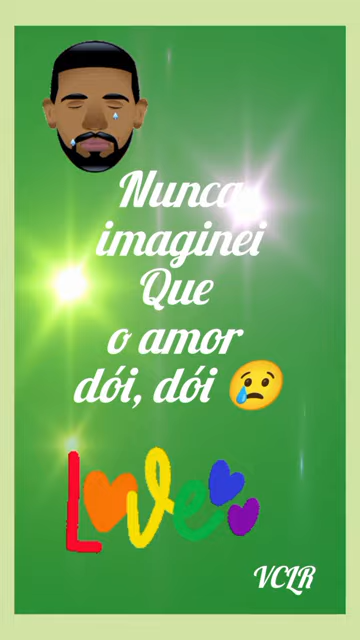 Nunca
imaginei
Que
o amor
dói, dói 😢
Love
VCLR